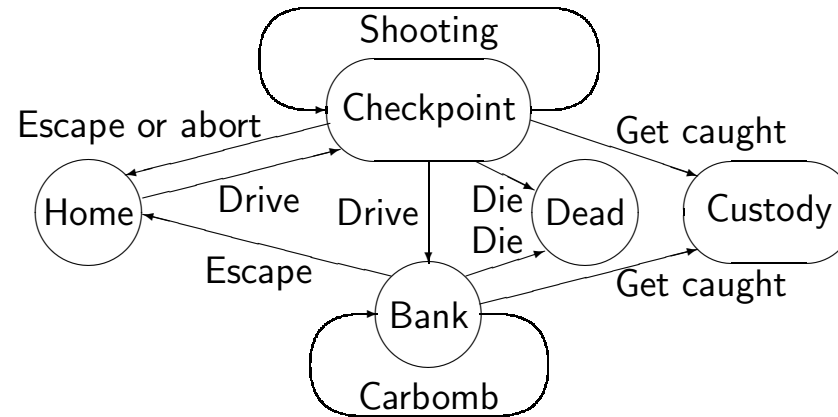 Shooting
Checkpoint
Escape or abort
Get caught
Home
Drive
Drive
Die
Dead
Custody
Die
Escape
Get caught
Bank
Carbomb